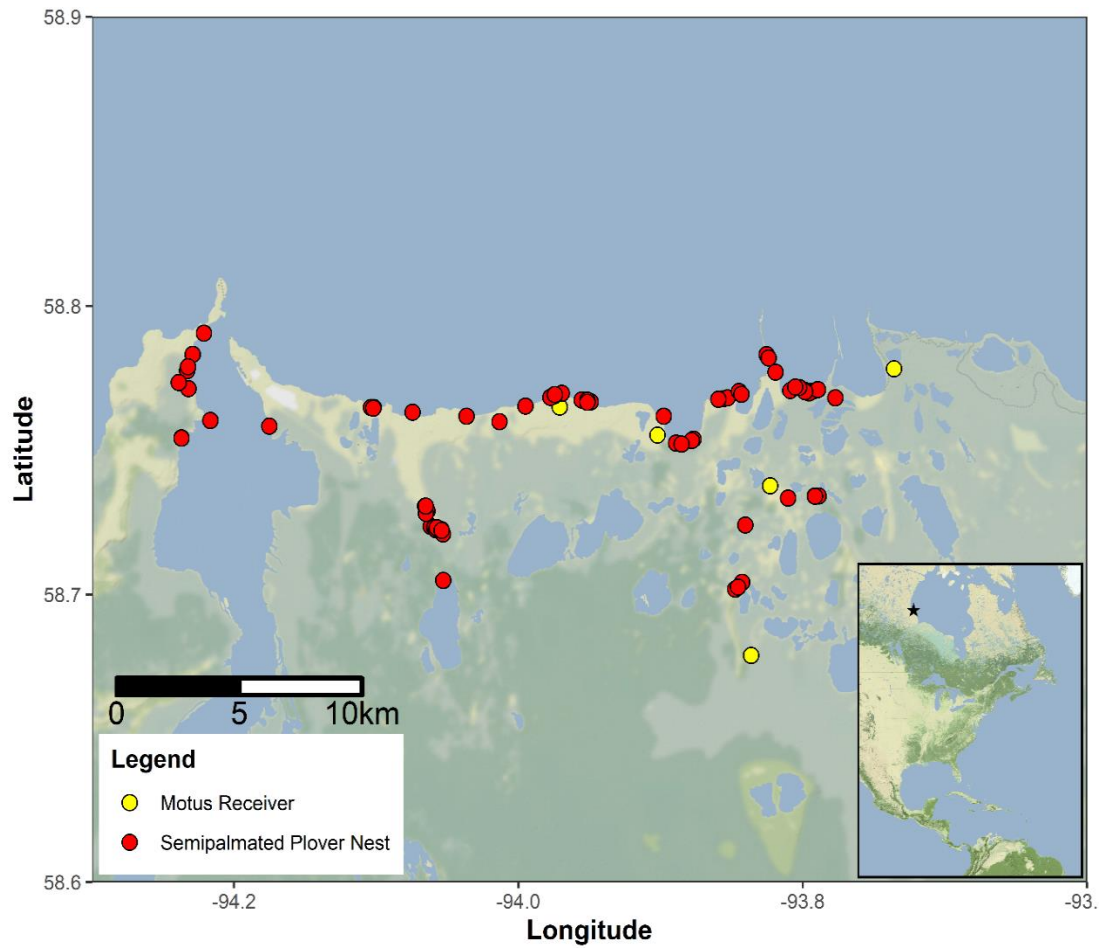 58.9
58.8
Latitude
58.7
0 5 10km
Legend
Motus Receiver
Semipalmated Plover Nest
58.6
-94.2 -94.0 -93.8 -93.
Longitude